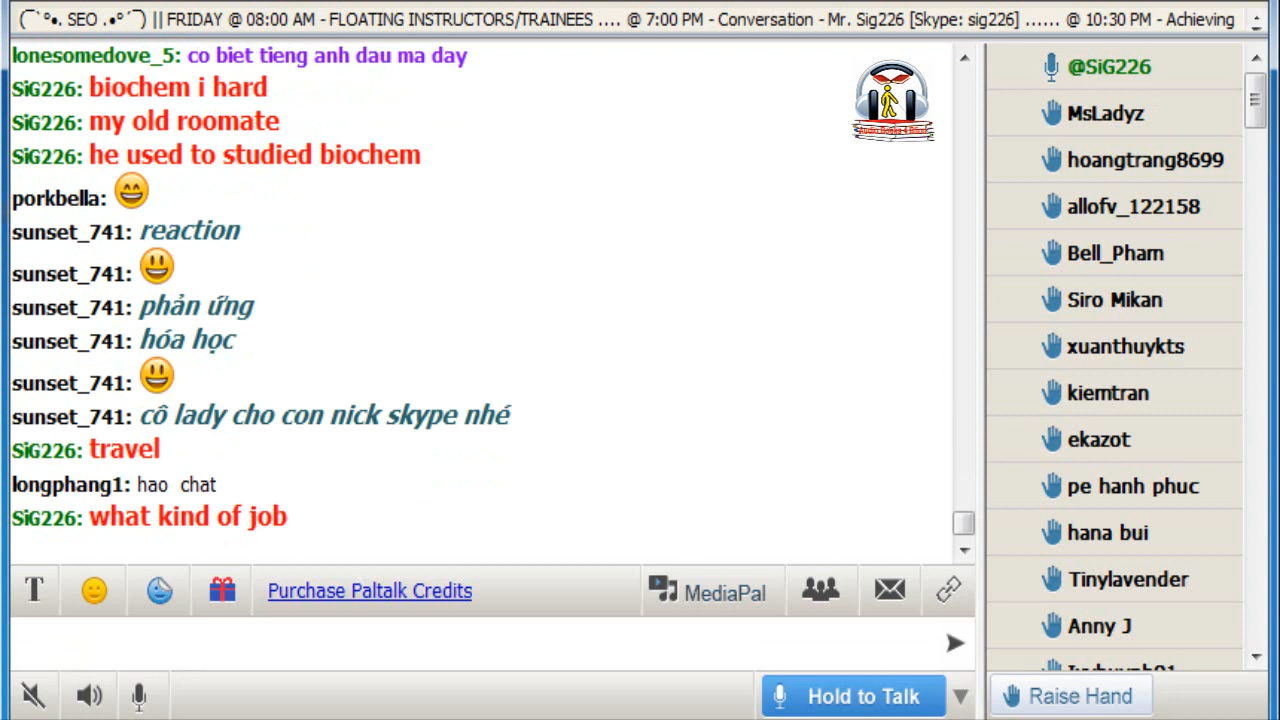 (¯`°•. SEO .•°´¯) || FRIDAY @ 08:00 AM - FLOATING INSTRUCTORS/TRAINEES .... @ 7:00 PM - Conversation - Mr. Sig226 [Skype: sig226] ...... @ 10:30 PM - Achieving
lonesomedove_5: co biet tieng anh dau ma day
SiG226: biochem i hard
SiG226: my old roomate
SiG226: he used to studied biochem
porkbella:
sunset_741: reaction
sunset_741:
sunset_741: phản ứng
sunset_741: hóa học
sunset_741:
sunset_741: cô lady cho con nick skype nhé
SiG226: travel
longphang1: hao chat
SiG226: what kind of job
Audio Books 4 Blind
T
Purchase Paltalk Credits
MediaPal
Hold to Talk
@SiG226
MsLadyz
hoangtrang8699
allofv_122158
Bell_Pham
Siro Mikan
xuanthuykts
kierntran
ekazot
pe hanh phuc
hana bui
Tinylavender
Anny J
Raise Hand